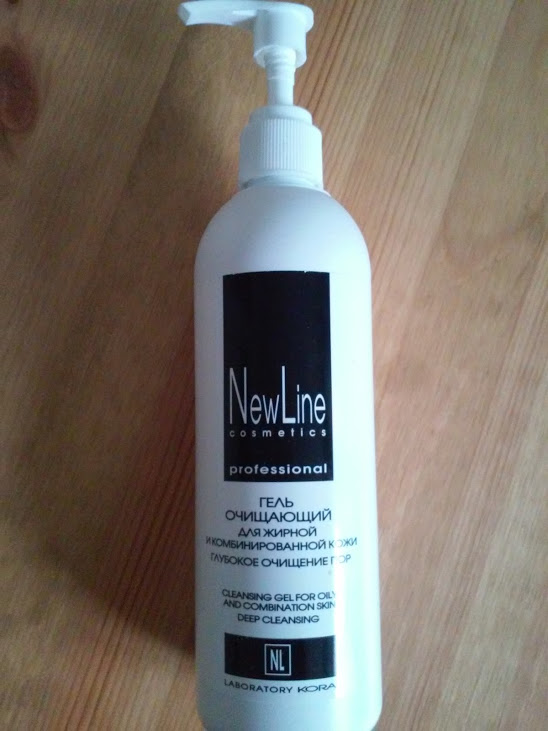 NewLine
cosmetics
professional
ГЕЛЬ
ОЧИЩАЮЩИЙ
ДЛЯ ЖИРНОЙ
И КОМБИНИРОВАННОЙ КОЖИ
ГЛУБОКОЕ ОЧИЩЕНИЕ ПОР
CLEANSING GEL FOR OILY
AND COMBINATION SKIN
DEEP CLEANSING
NL
LABORATORY KORA